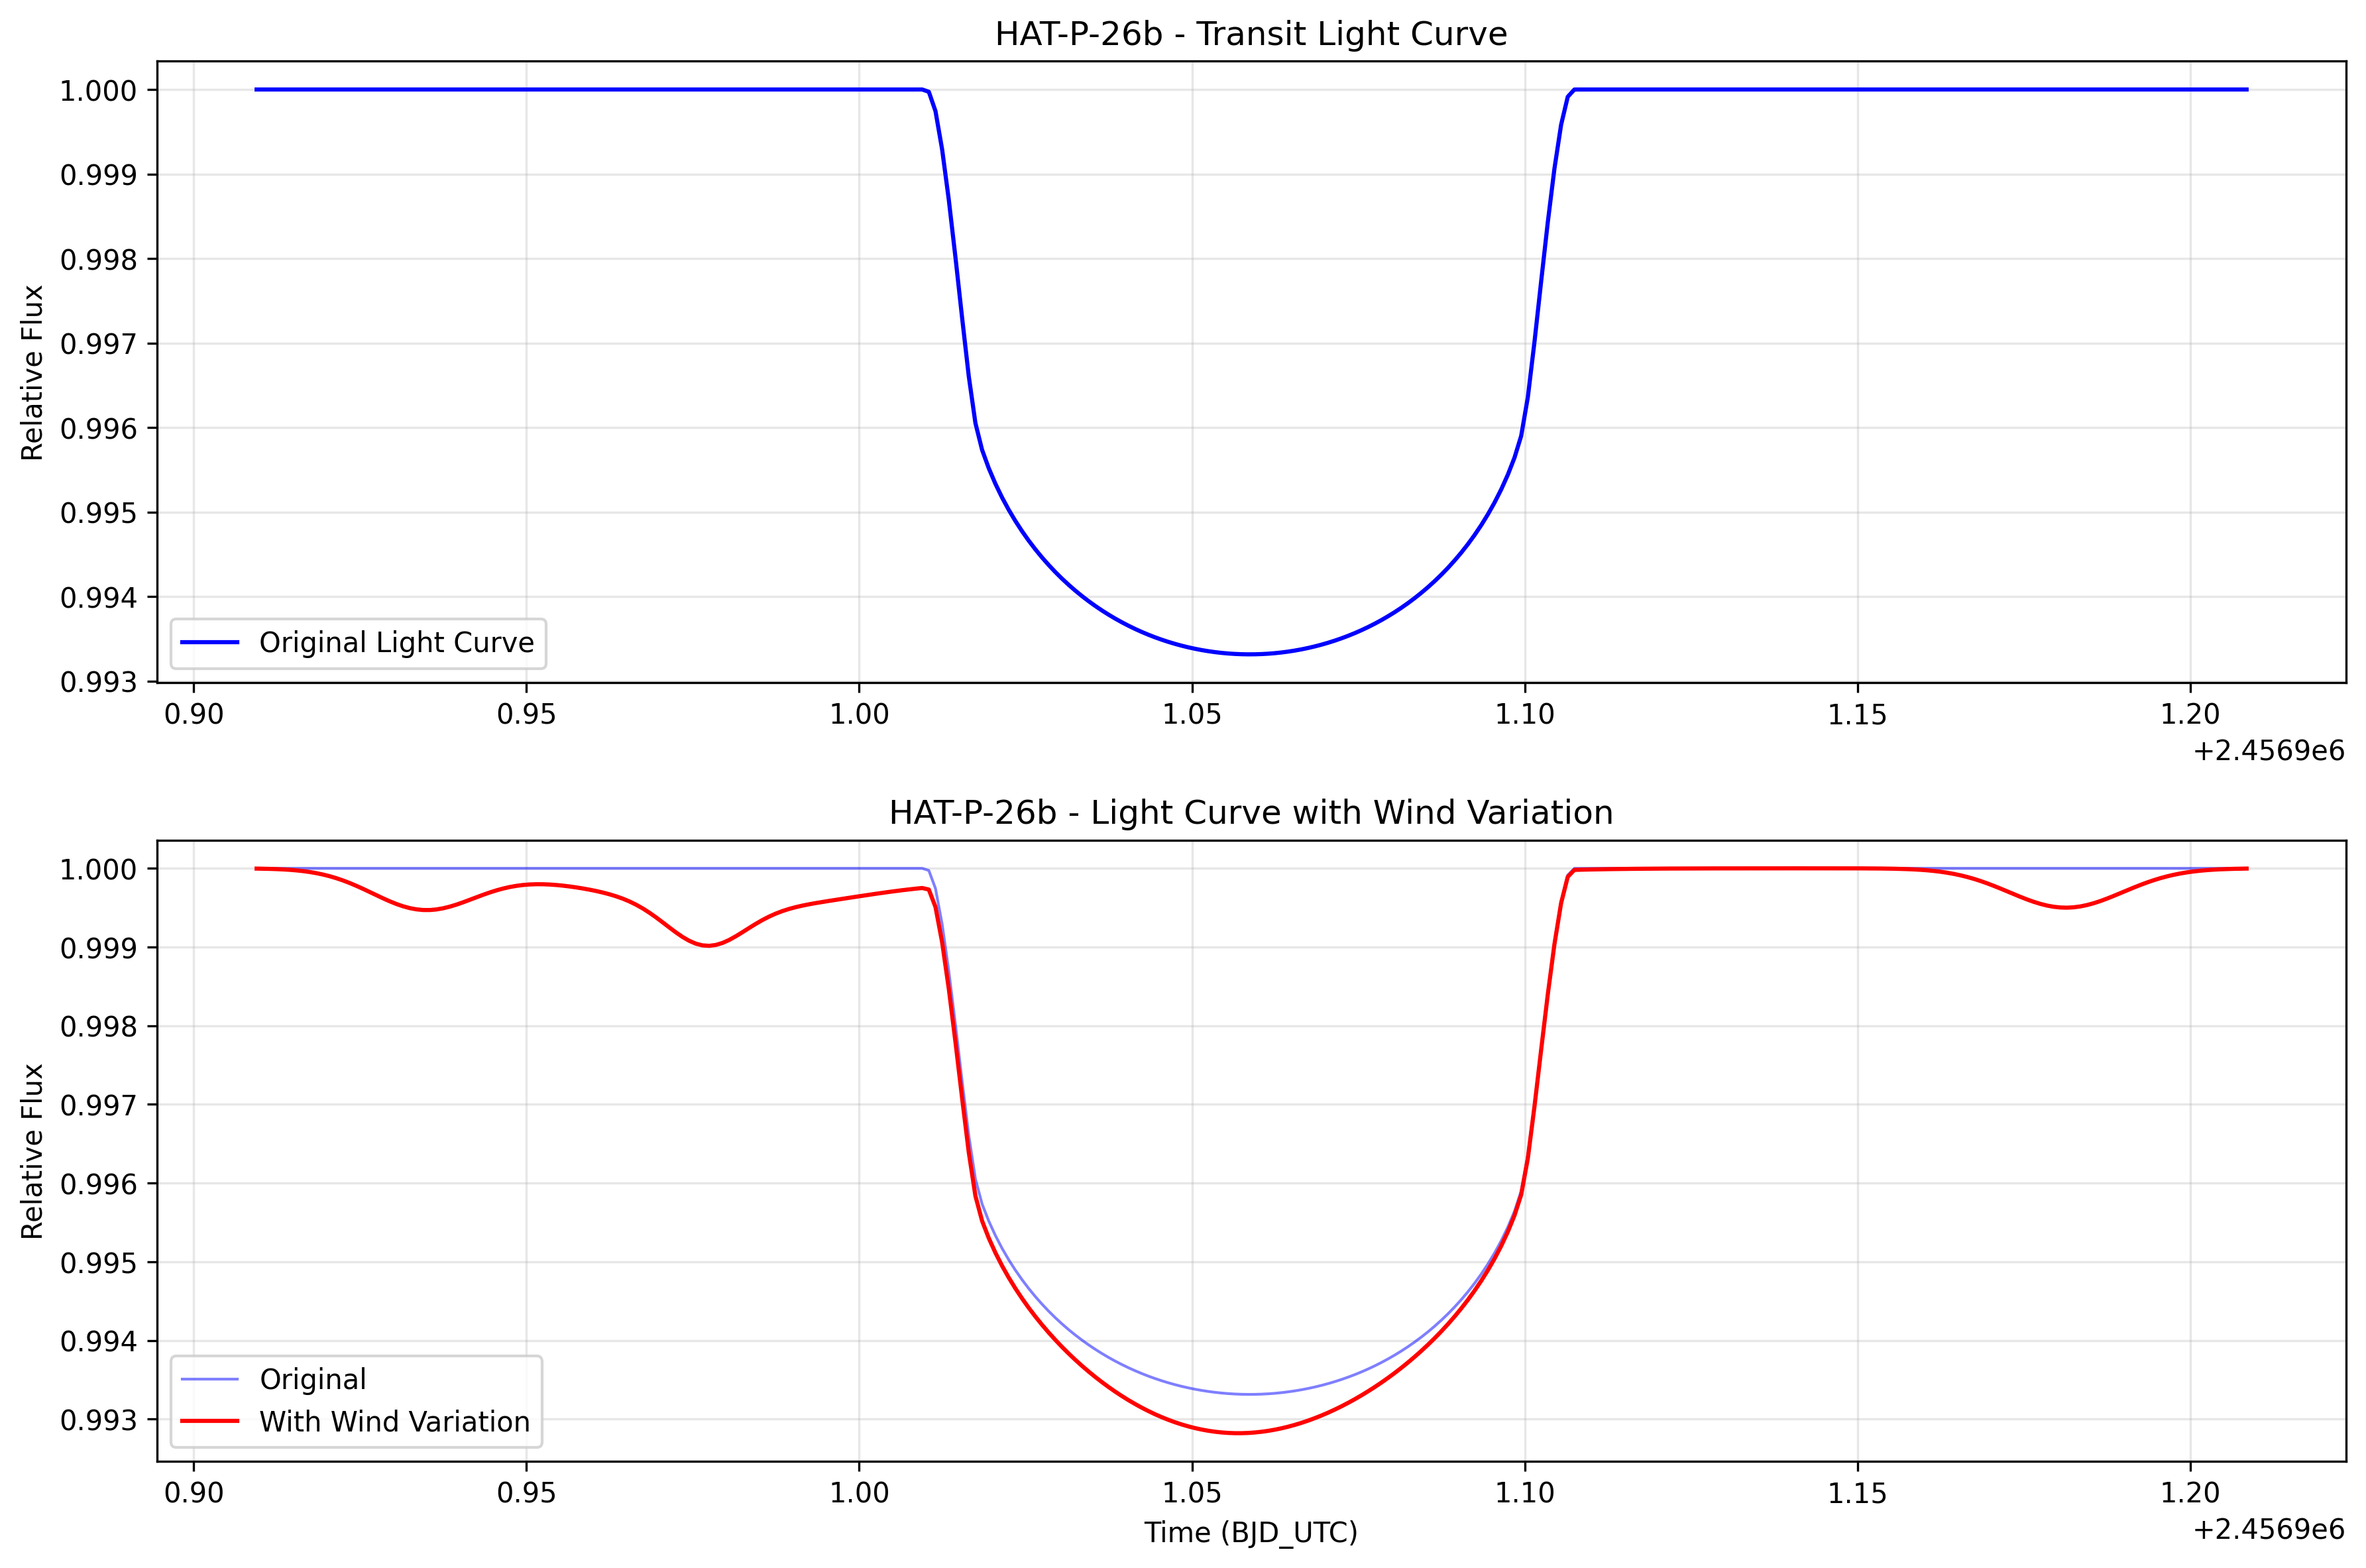 HAT-P-26b - Transit Light Curve
1.000
0.999
0.998
0.997
0.996
0.995
0.994
0.993
Relative Flux
Original Light Curve
0.90 0.95 1.00 1.05 1.10 1.15 1.20
+2.4569e6
HAT-P-26b - Light Curve with Wind Variation
1.000
0.999
0.998
0.997
0.996
0.995
0.994
0.993
Relative Flux
Original
With Wind Variation
0.90 0.95 1.00 1.05 1.10 1.15 1.20
Time (BJD_UTC)
+2.4569e6